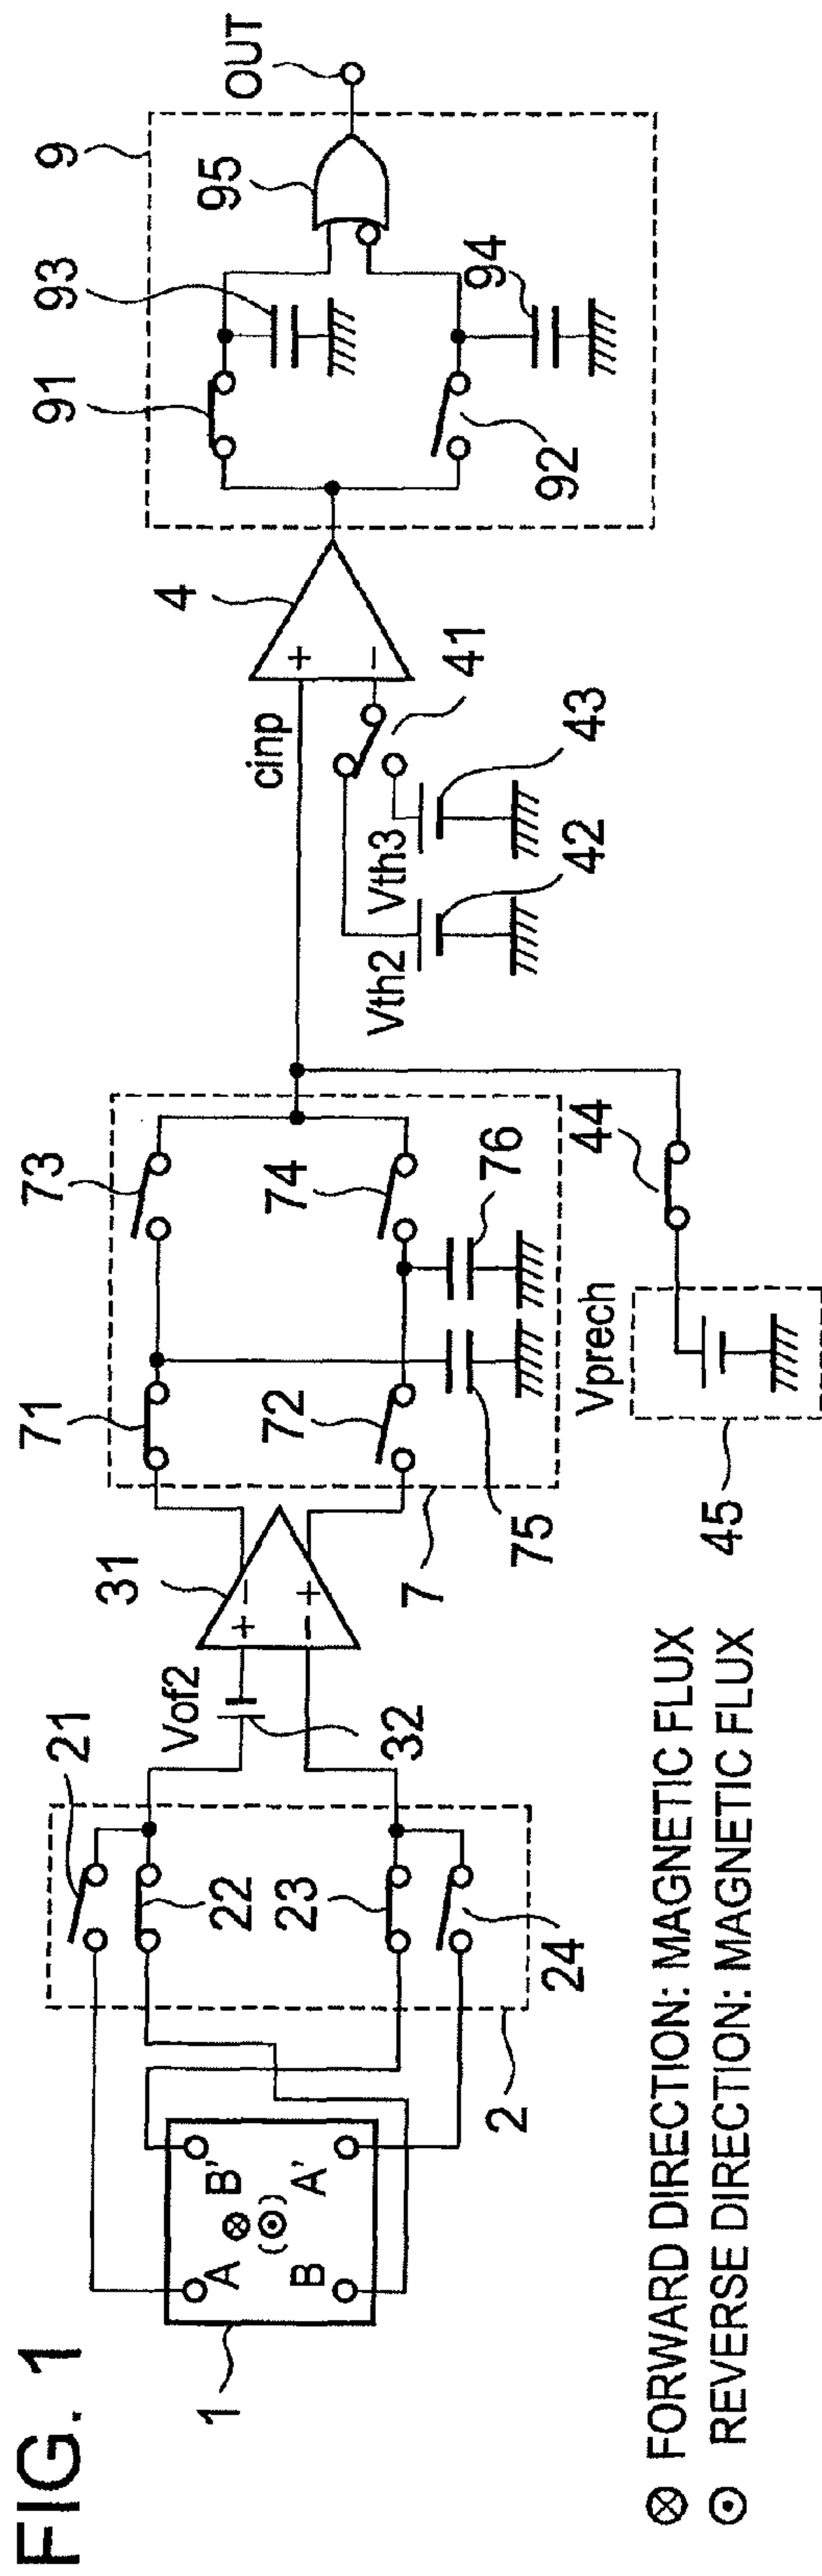 FIG. 1
1
A
B'
B
A'
2
21
22
23
24
Vof2
32
31
+
−
−
+
7
71
72
73
74
75
76
Vprech
45
44
cinp
Vth2
Vth3
42
43
41
4
+
−
9
91
92
93
94
95
OUT
FORWARD DIRECTION: MAGNETIC FLUX
REVERSE DIRECTION: MAGNETIC FLUX